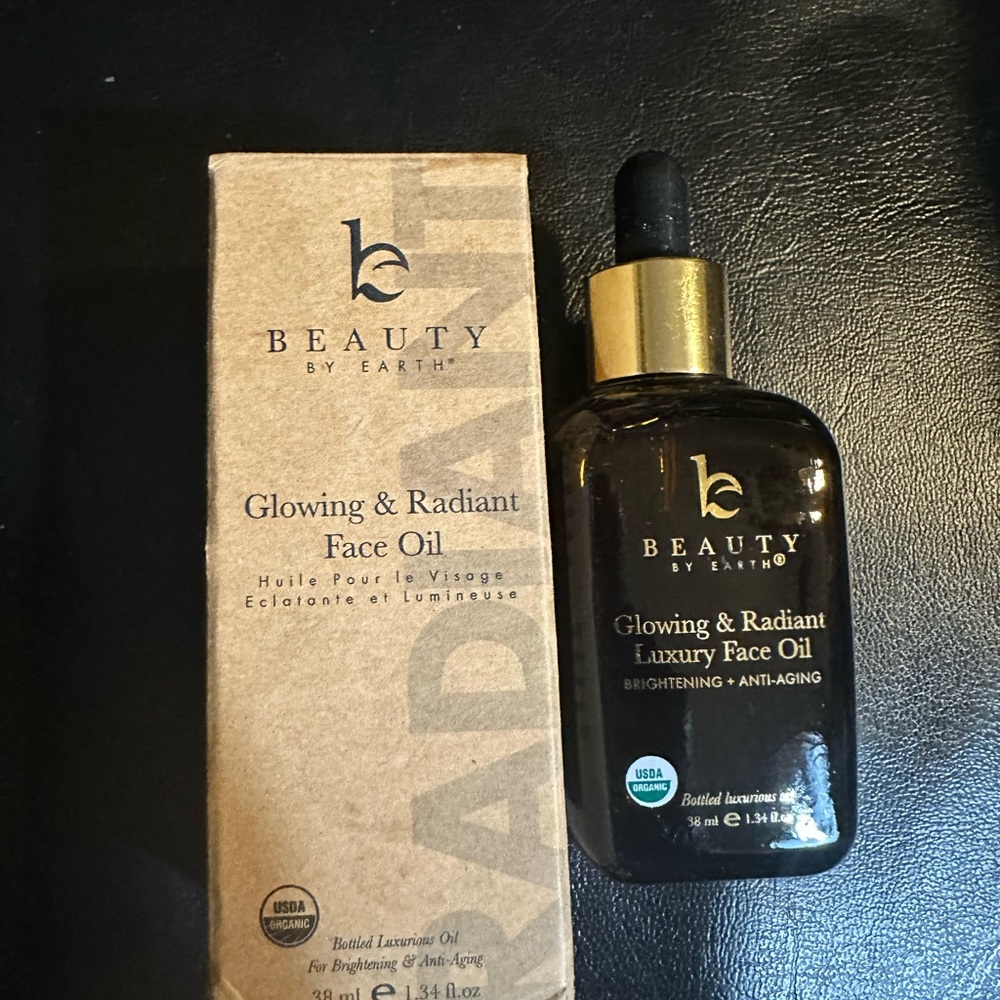 be
BEAUTY
BY EARTH®
Glowing & Radiant
Face Oil
Huile Pour le Visage
Eclatante et Lumineuse
RADIANT
USDA
ORGANIC
Bottled Luxurious Oil
For Brightening & Anti-Aging
38 ml e 1.34 fl.oz
be
BEAUTY
BY EARTH®
Glowing & Radiant
Luxury Face Oil
BRIGHTENING + ANTI-AGING
USDA
ORGANIC
Bottled luxurious
38 ml e 1.34 fl.oz